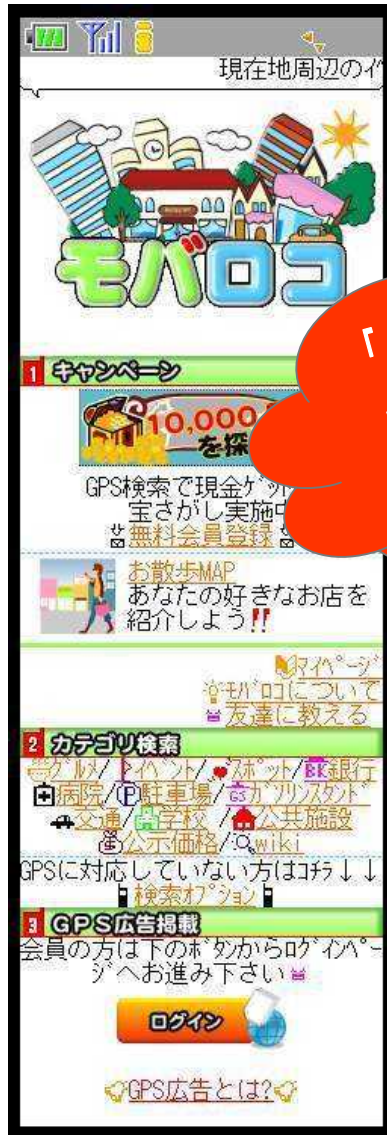 現在地周辺のイ
モバロコ
1 キャンペーン
10,000
を探
GPS検索で現金ゲット
宝さがし実施中
無料会員登録
お散歩MAP
あなたの好きなお店を
紹介しよう!!
「
マイページ
モバロコについて
友達に教える
2 カテゴリ検索
グルメ/イベント/スポット/BK銀行
病院/P駐車場/GSガソリンスタンド
交通/学校/公共施設
公示価格/wiki
GPSに対応していない方はコチラ↓↓
検索オプション
3 GPS広告掲載
会員の方は下のボタンからログインペー
ジへお進み下さい
ログイン
GPS広告とは?